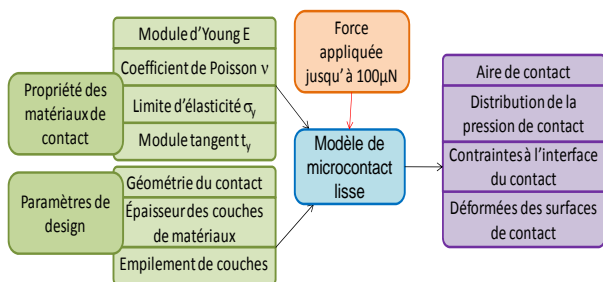 Propriété des
matériaux de
contact
Module d'Young E
Coefficient de Poisson ν
Limite d'élasticité σy
Module tangent ty
Paramètres de
design
Géométrie du contact
Épaisseur des couches
de matériaux
Empilement de couches
Force
appliquée
jusqu' à 100μN
Modèle de
microcontact
lisse
Aire de contact
Distribution de la
pression de contact
Contraintes à l'interface
du contact
Déformées des surfaces
de contact